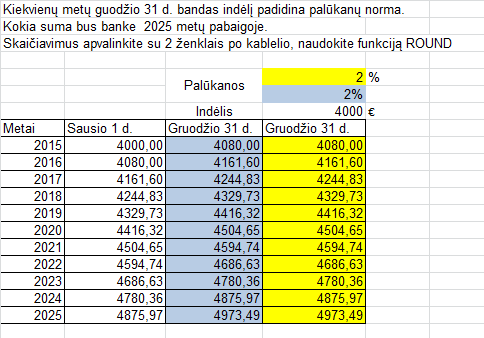 Kiekvienų metų guodžio 31 d. bandas indėlį padidina palūkanų norma.
Kokia suma bus banke 2025 metų pabaigoje.
Skaičiavimus apvalinkite su 2 ženklais po kablelio, naudokite funkciją ROUND
Palūkanos 2 %
2%
Indėlis 4000 €
Metai Sausio 1 d. Gruodžio 31 d. Gruodžio 31 d.
2015 4000,00 4080,00 4080,00
2016 4080,00 4161,60 4161,60
2017 4161,60 4244,83 4244,83
2018 4244,83 4329,73 4329,73
2019 4329,73 4416,32 4416,32
2020 4416,32 4504,65 4504,65
2021 4504,65 4594,74 4594,74
2022 4594,74 4686,63 4686,63
2023 4686,63 4780,36 4780,36
2024 4780,36 4875,97 4875,97
2025 4875,97 4973,49 4973,49